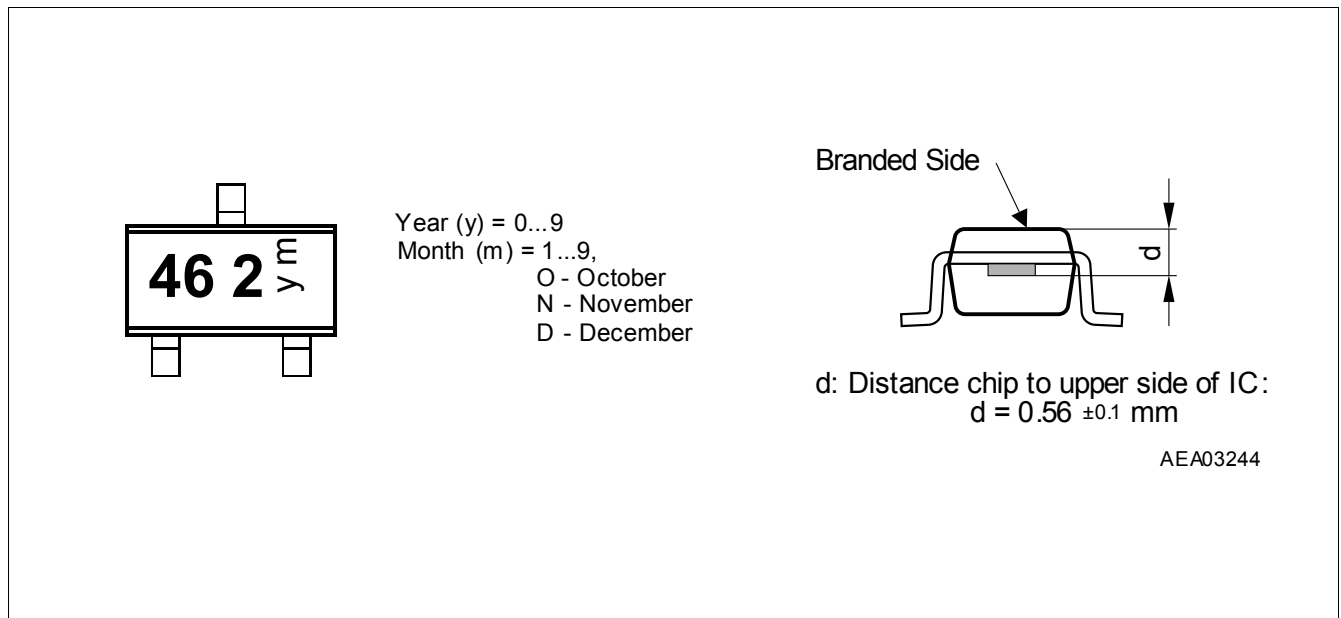 46 2 y m
Year (y) = 0...9
Month (m) = 1...9,
O - October
N - November
D - December
Branded Side
d
d: Distance chip to upper side of IC:
d = 0.56 ±0.1 mm
AEA03244